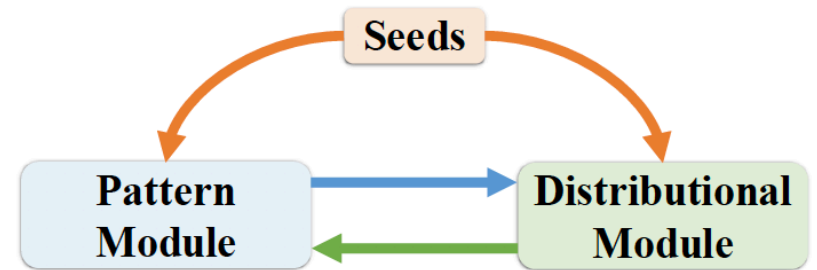 Seeds
Pattern
Module
Distributional
Module